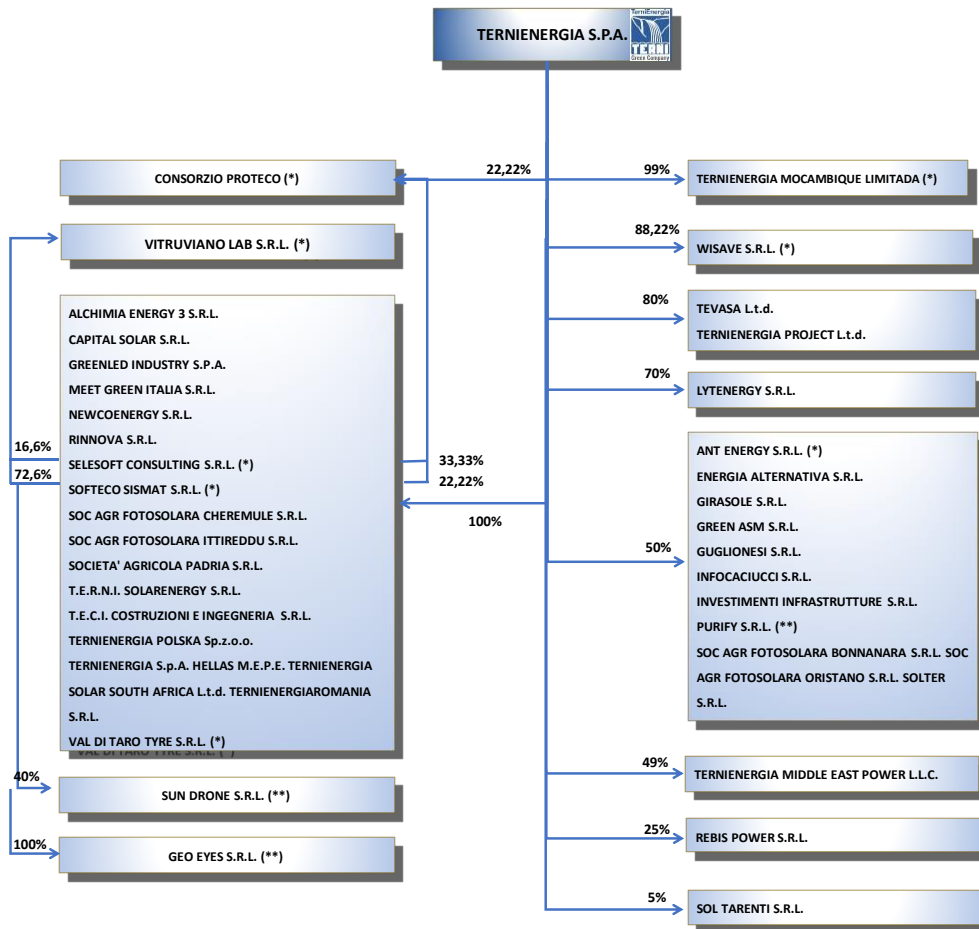 TERNIENERGIA S.P.A.
TerniEnergia
TERNI
Green Company
CONSORZIO PROTECO (*)
22,22%
99%
TERNIENERGIA MOCAMBIQUE LIMITADA (*)
VITRUVIANO LAB S.R.L. (*)
88,22%
WISAVE S.R.L. (*)
80%
TEVASA L.t.d.
TERNIENERGIA PROJECT L.t.d.
70%
LYTENERGY S.R.L.
ALCHIMIA ENERGY 3 S.R.L.
CAPITAL SOLAR S.R.L.
GREENLED INDUSTRY S.P.A.
MEET GREEN ITALIA S.R.L.
NEWCOENERGY S.R.L.
RINNOVA S.R.L.
SELESOFT CONSULTING S.R.L. (*)
SOFTECO SISMAT S.R.L. (*)
SOC AGR FOTOSOLARA CHEREMULE S.R.L.
SOC AGR FOTOSOLARA ITTIREDDU S.R.L.
SOCIETA' AGRICOLA PADRIA S.R.L.
T.E.R.N.I. SOLARENERGY S.R.L.
T.E.C.I. COSTRUZIONI E INGEGNERIA S.R.L.
TERNIENERGIA POLSKA Sp.z.o.o.
TERNIENERGIA S.p.A. HELLAS M.E.P.E. TERNIENERGIA
SOLAR SOUTH AFRICA L.t.d. TERNIENERGIAROMANIA
S.R.L.
VAL DI TARO TYRE S.R.L. (*)
16,6%
72,6%
33,33%
22,22%
100%
50%
ANT ENERGY S.R.L. (*)
ENERGIA ALTERNATIVA S.R.L.
GIRASOLE S.R.L.
GREEN ASM S.R.L.
GUGLIONESI S.R.L.
INFOCACIUCCI S.R.L.
INVESTIMENTI INFRASTRUTTURE S.R.L.
PURIFY S.R.L. (**)
SOC AGR FOTOSOLARA BONNANARA S.R.L. SOC
AGR FOTOSOLARA ORISTANO S.R.L. SOLTER
S.R.L.
40%
SUN DRONE S.R.L. (**)
49%
TERNIENERGIA MIDDLE EAST POWER L.L.C.
100%
GEO EYES S.R.L. (**)
25%
REBIS POWER S.R.L.
5%
SOL TARENTI S.R.L.